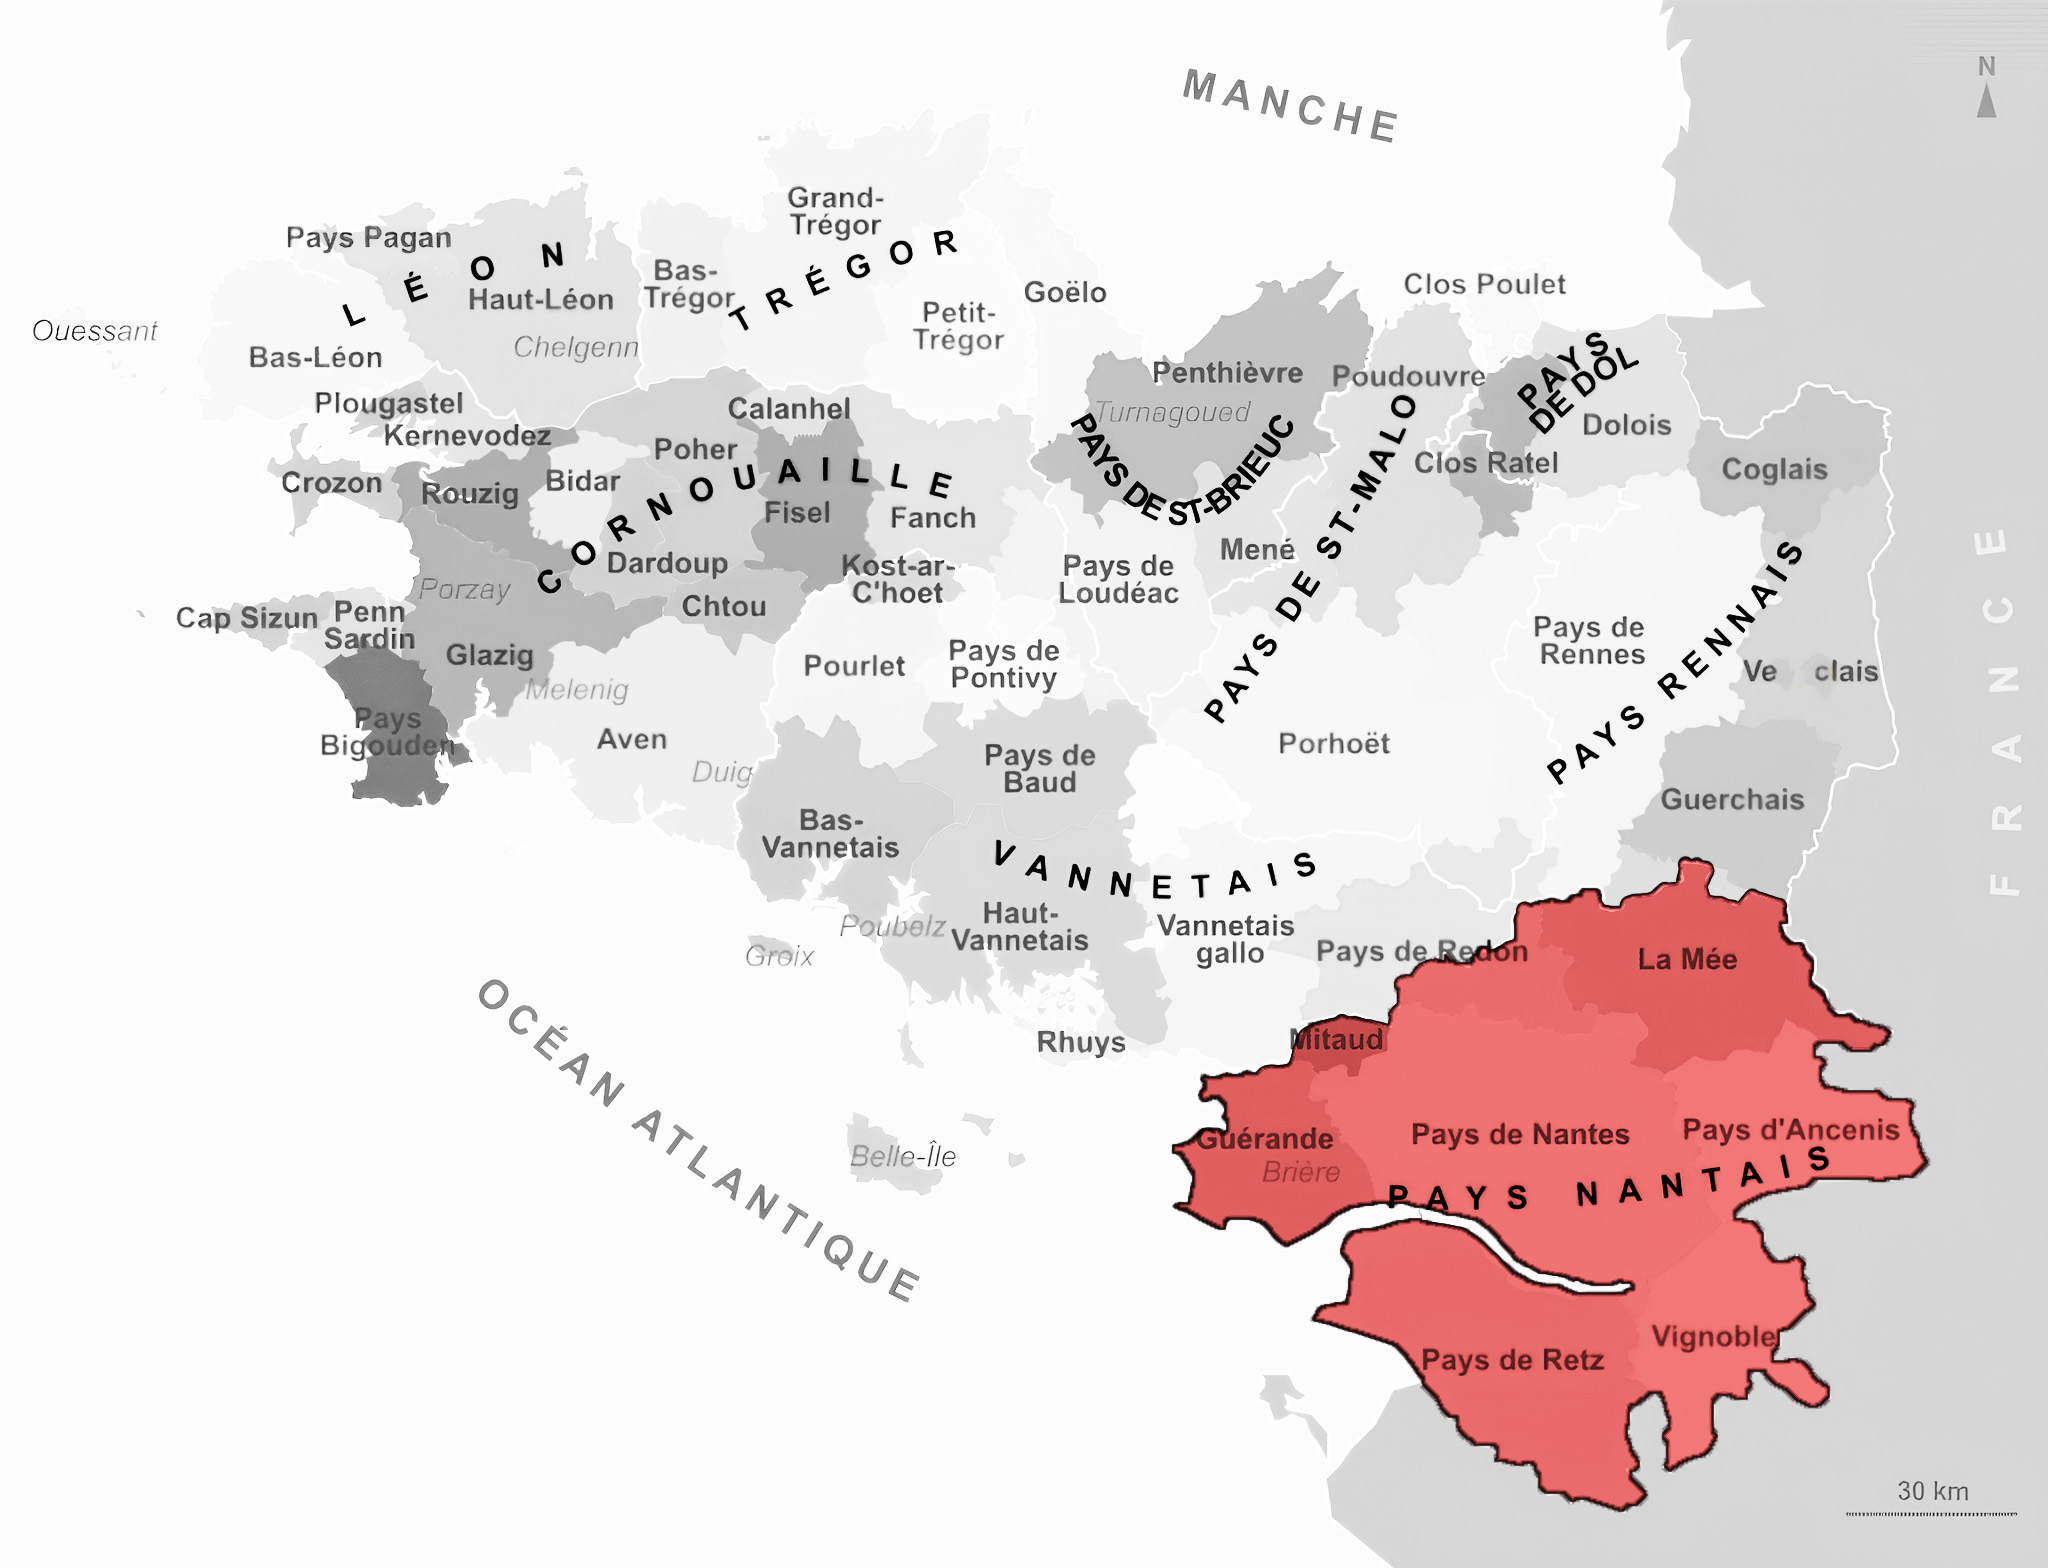 MANCHE
N
Grand-
Trégor
Pays Pagan
LÉON
Haut-Léon
Bas-
Trégor
TRÉGOR
Goëlo
Clos Poulet
Petit-
Trégor
Ouessant
Chelgenn
Bas-Léon
Penthièvre
Poudouvre
PAYS
DE DOL
Plougastel
Calanhel
Turnagoued
Dolois
Kernevodez
Poher
PAYS DE ST-BRIEUC
PAYS DE ST-MALO
Clos Ratel
Coglais
Crozon
Rouzig
Bidar
CORNOUAILLE
Fisel
Fanch
Dardoup
Kost-ar-
C'hoet
Pays de
Loudéac
Mené
FRANCE
Porzay
Cap Sizun
Penn
Sardin
Chtou
Pays de
Rennes
PAYS RENNAIS
Glazig
Pourlet
Pays de
Pontivy
Ve clais
Melenig
Pays
Bigouden
Aven
Porhoët
Duig
Pays de
Baud
Guerchais
Bas-
Vannetais
VANNETAIS
Poubelz
Haut-
Vannetais
Vannetais
gallo
Groix
Pays de Redon
La Mée
OCÉAN ATLANTIQUE
Rhuys
Mitaud
Belle-Île
Guérande
Brière
Pays de Nantes
Pays d'Ancenis
PAYS NANTAIS
Pays de Retz
Vignoble
30 km